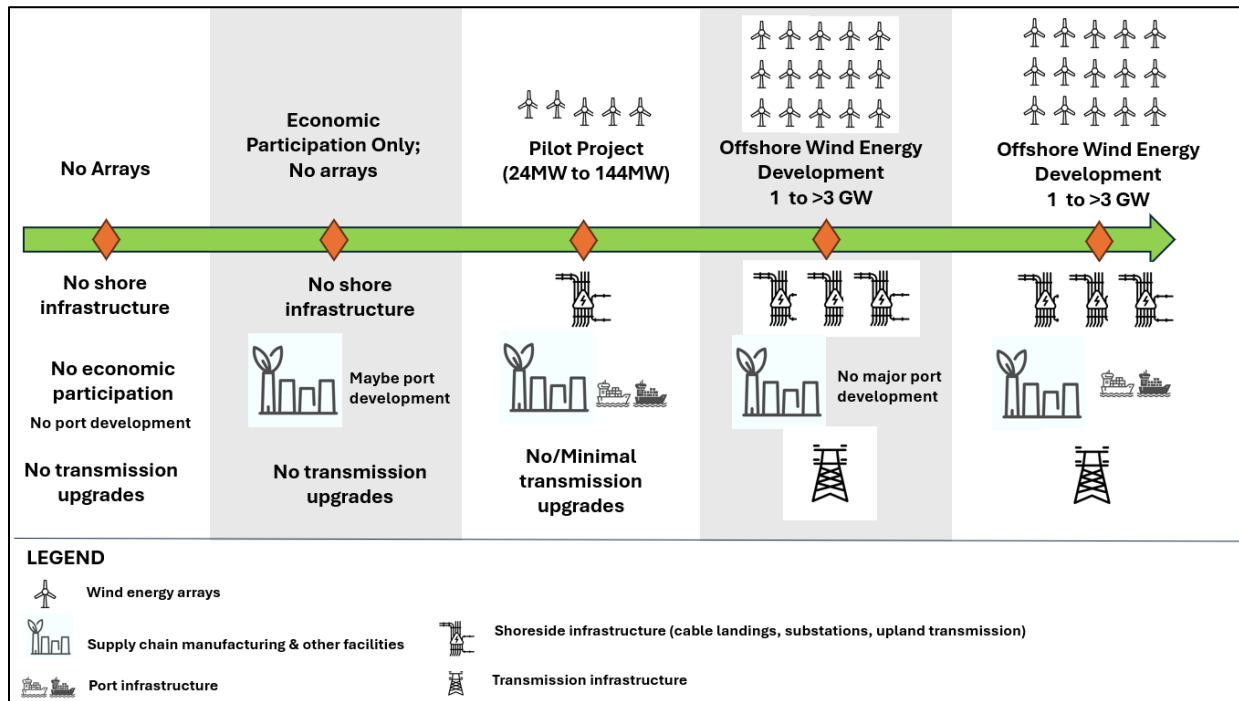 No Arrays
Economic
Participation Only;
No arrays
Pilot Project
(24MW to 144MW)
Offshore Wind Energy
Development
1 to >3 GW
Offshore Wind Energy
Development
1 to >3 GW
No shore
infrastructure
No shore
infrastructure
No economic
participation
No port development
Maybe port
development
No major port
development
No transmission
upgrades
No transmission
upgrades
No/Minimal
transmission
upgrades
LEGEND
Wind energy arrays
Supply chain manufacturing & other facilities
Port infrastructure
Shoreside infrastructure (cable landings, substations, upland transmission)
Transmission infrastructure